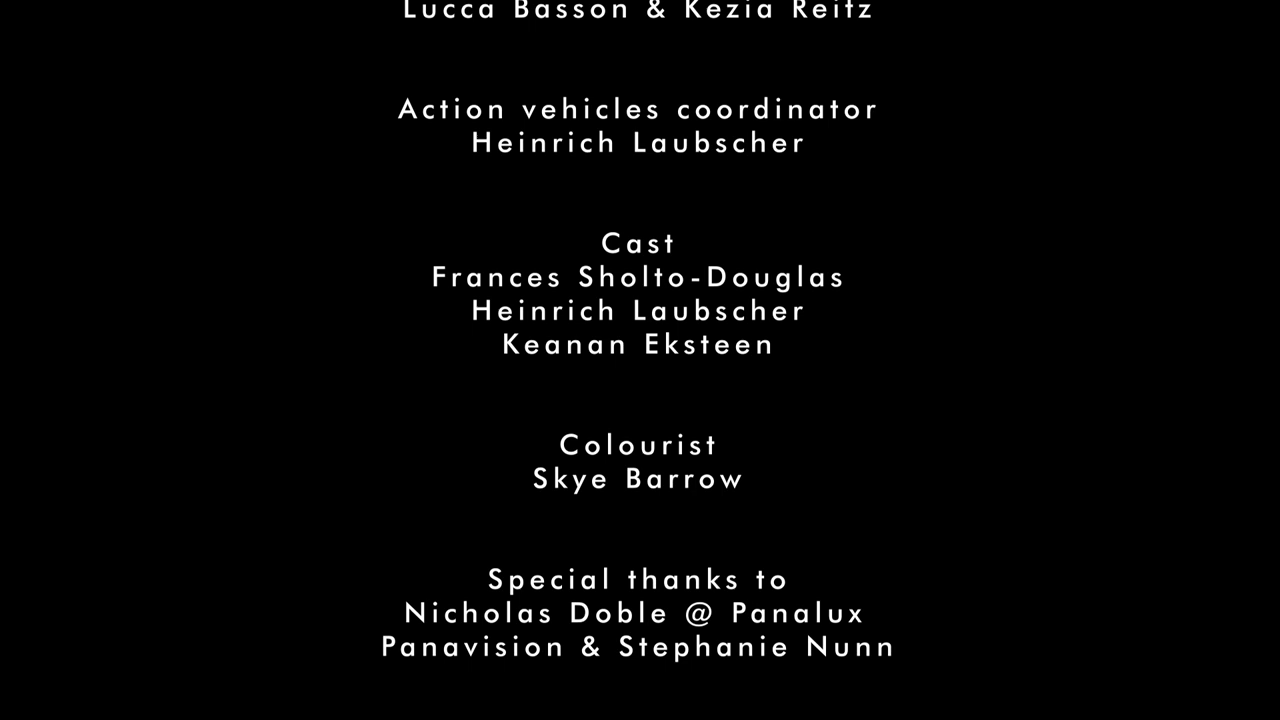 Lucca Basson & Kezia Reitz
Action vehicles coordinator
Heinrich Laubscher
Cast
Frances Sholto-Douglas
Heinrich Laubscher
Keanan Eksteen
Colourist
Skye Barrow
Special thanks to
Nicholas Doble @ Panalux
Panavision & Stephanie Nunn